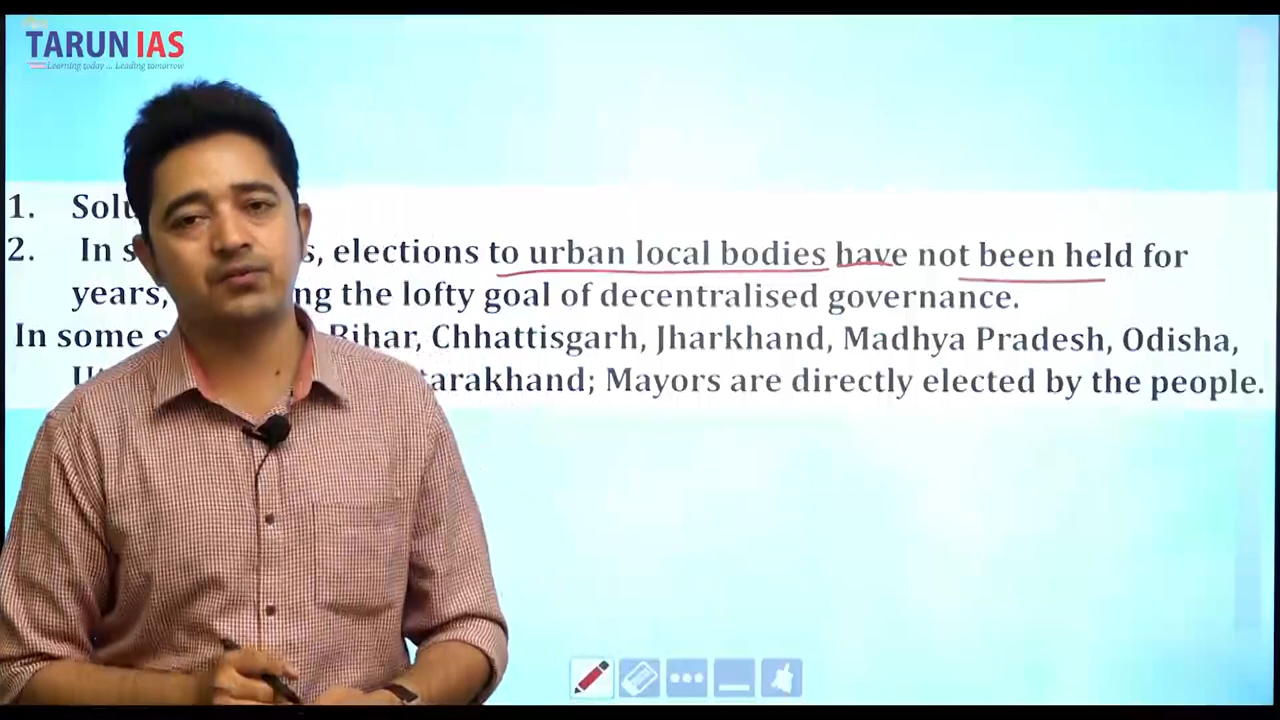 TARUN IAS
Learning today ... Leading tomorrow
1. Solu
2. In s s, elections to urban local bodies have not been held for
years, ng the lofty goal of decentralised governance.
In some s Bihar, Chhattisgarh, Jharkhand, Madhya Pradesh, Odisha,
tarakhand; Mayors are directly elected by the people.